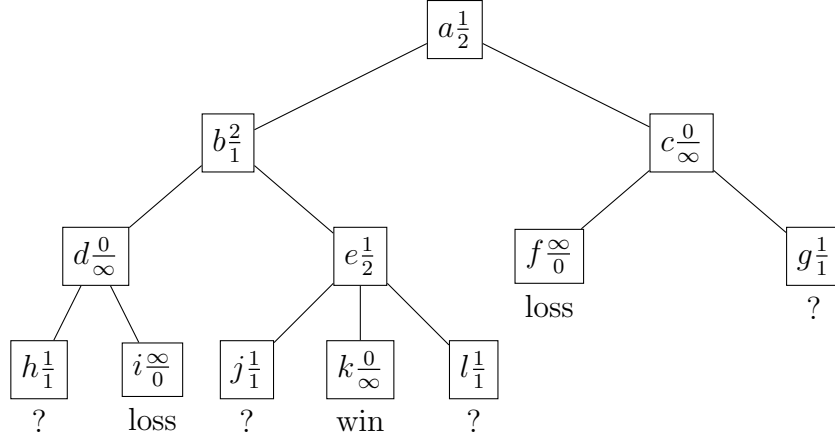 a 1/2
b 2/1
c 0/∞
d 0/∞
e 1/2
f ∞/0
g 1/1
loss
?
h 1/1
i ∞/0
j 1/1
k 0/∞
l 1/1
?
loss
?
win
?